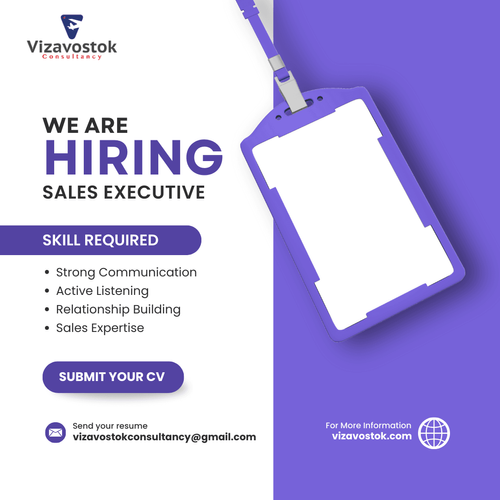 Vizavostok
Consultancy
WE ARE
HIRING
SALES EXECUTIVE
SKILL REQUIRED
Strong Communication
Active Listening
Relationship Building
Sales Expertise
SUBMIT YOUR CV
Send your resume
vizavostokconsultancy@gmail.com
For More Information
vizavostok.com